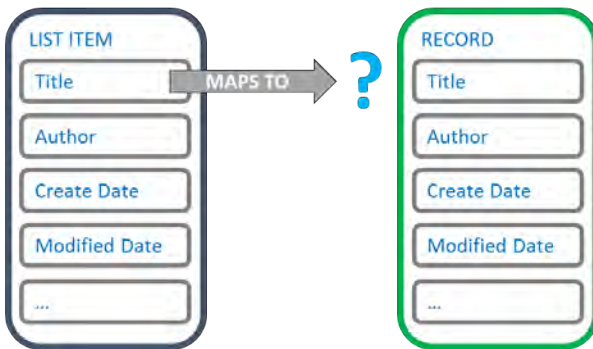 LIST ITEM
Title
Author
Create Date
Modified Date
...
MAPS TO
?
RECORD
Title
Author
Create Date
Modified Date
...